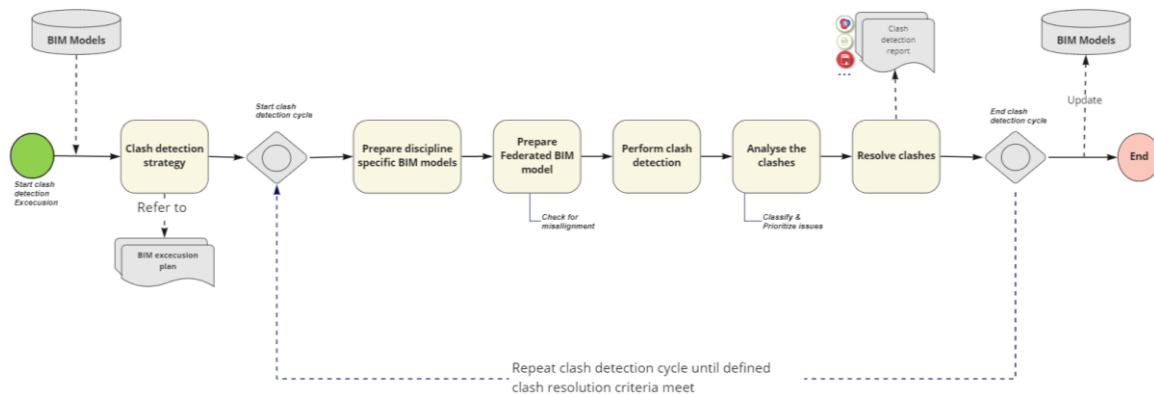 BIM Models
Start clash
detection
Excecusion
Clash detection
strategy
Refer to
BIM excecusion
plan
Start clash
detection cycle
Prepare discipline
specific BIM models
Prepare
Federated BIM
model
Check for
misallignment
Perform clash
detection
Analyse the
clashes
Classify &
Prioritize issues
Clash
detection
report
Resolve clashes
End clash
detection cycle
BIM Models
Update
End
Repeat clash detection cycle until defined
clash resolution criteria meet